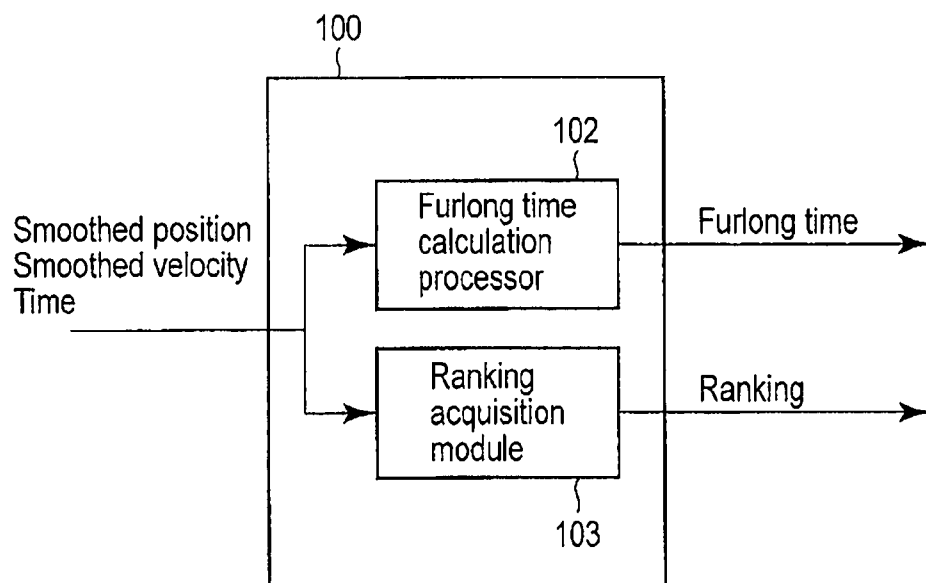 100
102
Furlong time
calculation
processor
Smoothed position
Smoothed velocity
Time
Furlong time
Ranking
acquisition
module
Ranking
103